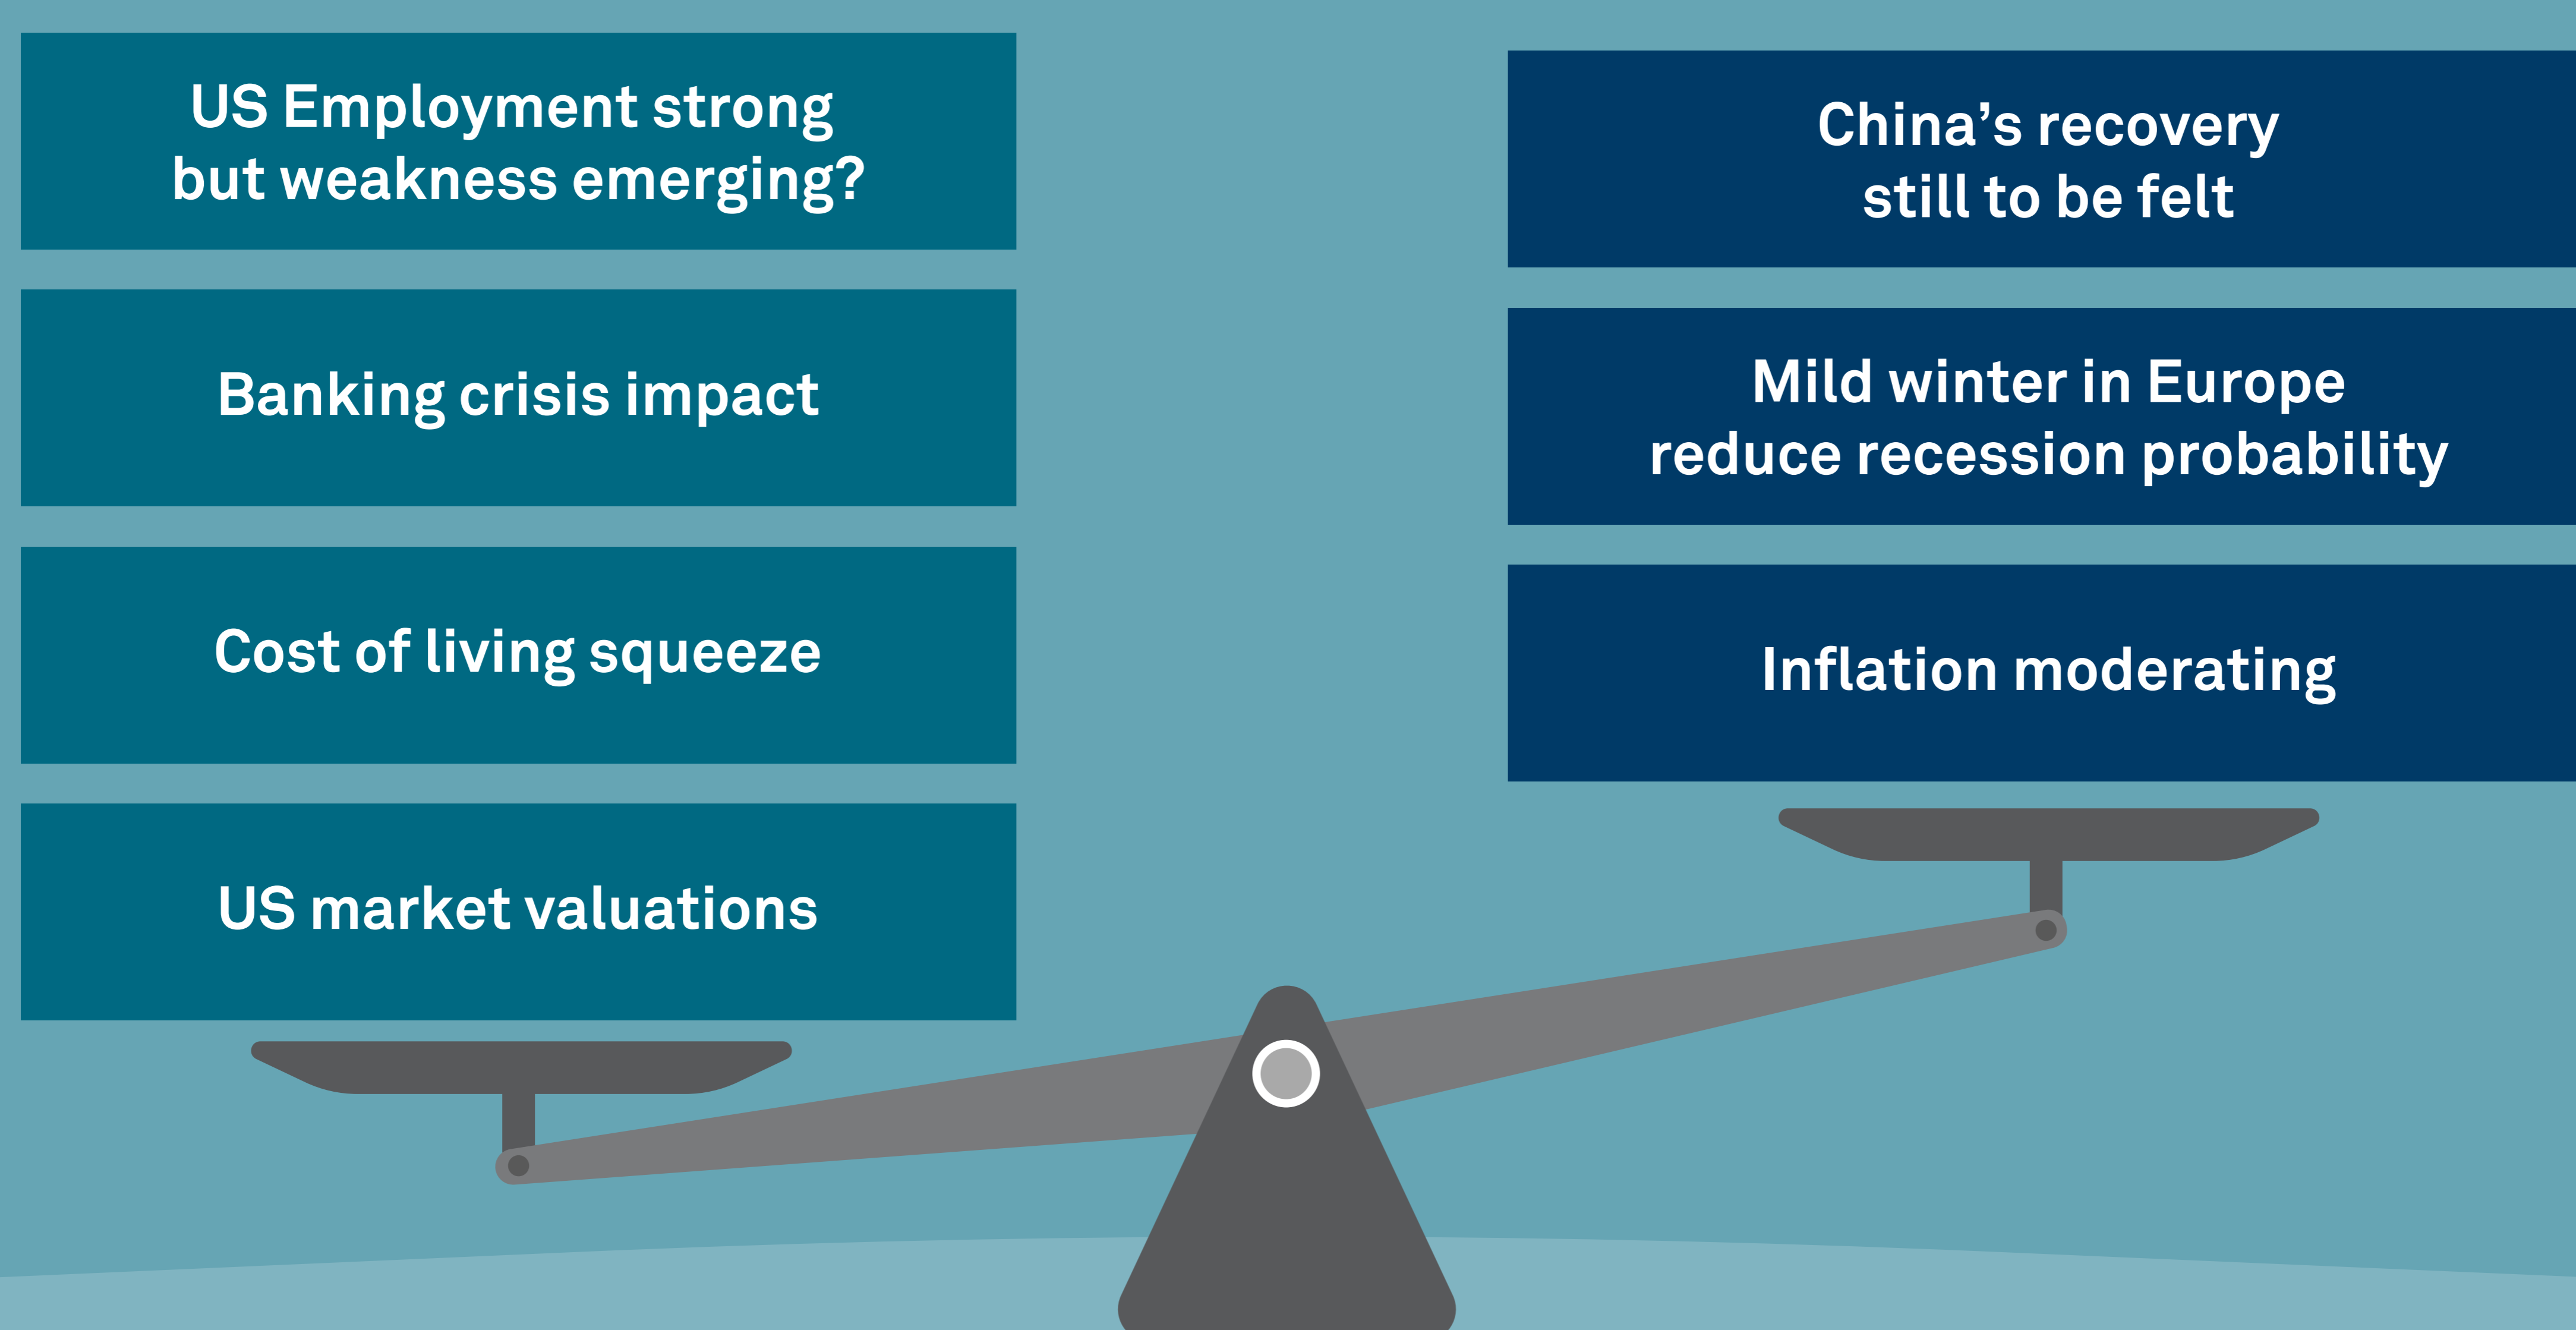 US Employment strong
but weakness emerging?
Banking crisis impact
Cost of living squeeze
US market valuations
China’s recovery
still to be felt
Mild winter in Europe
reduce recession probability
Inflation moderating